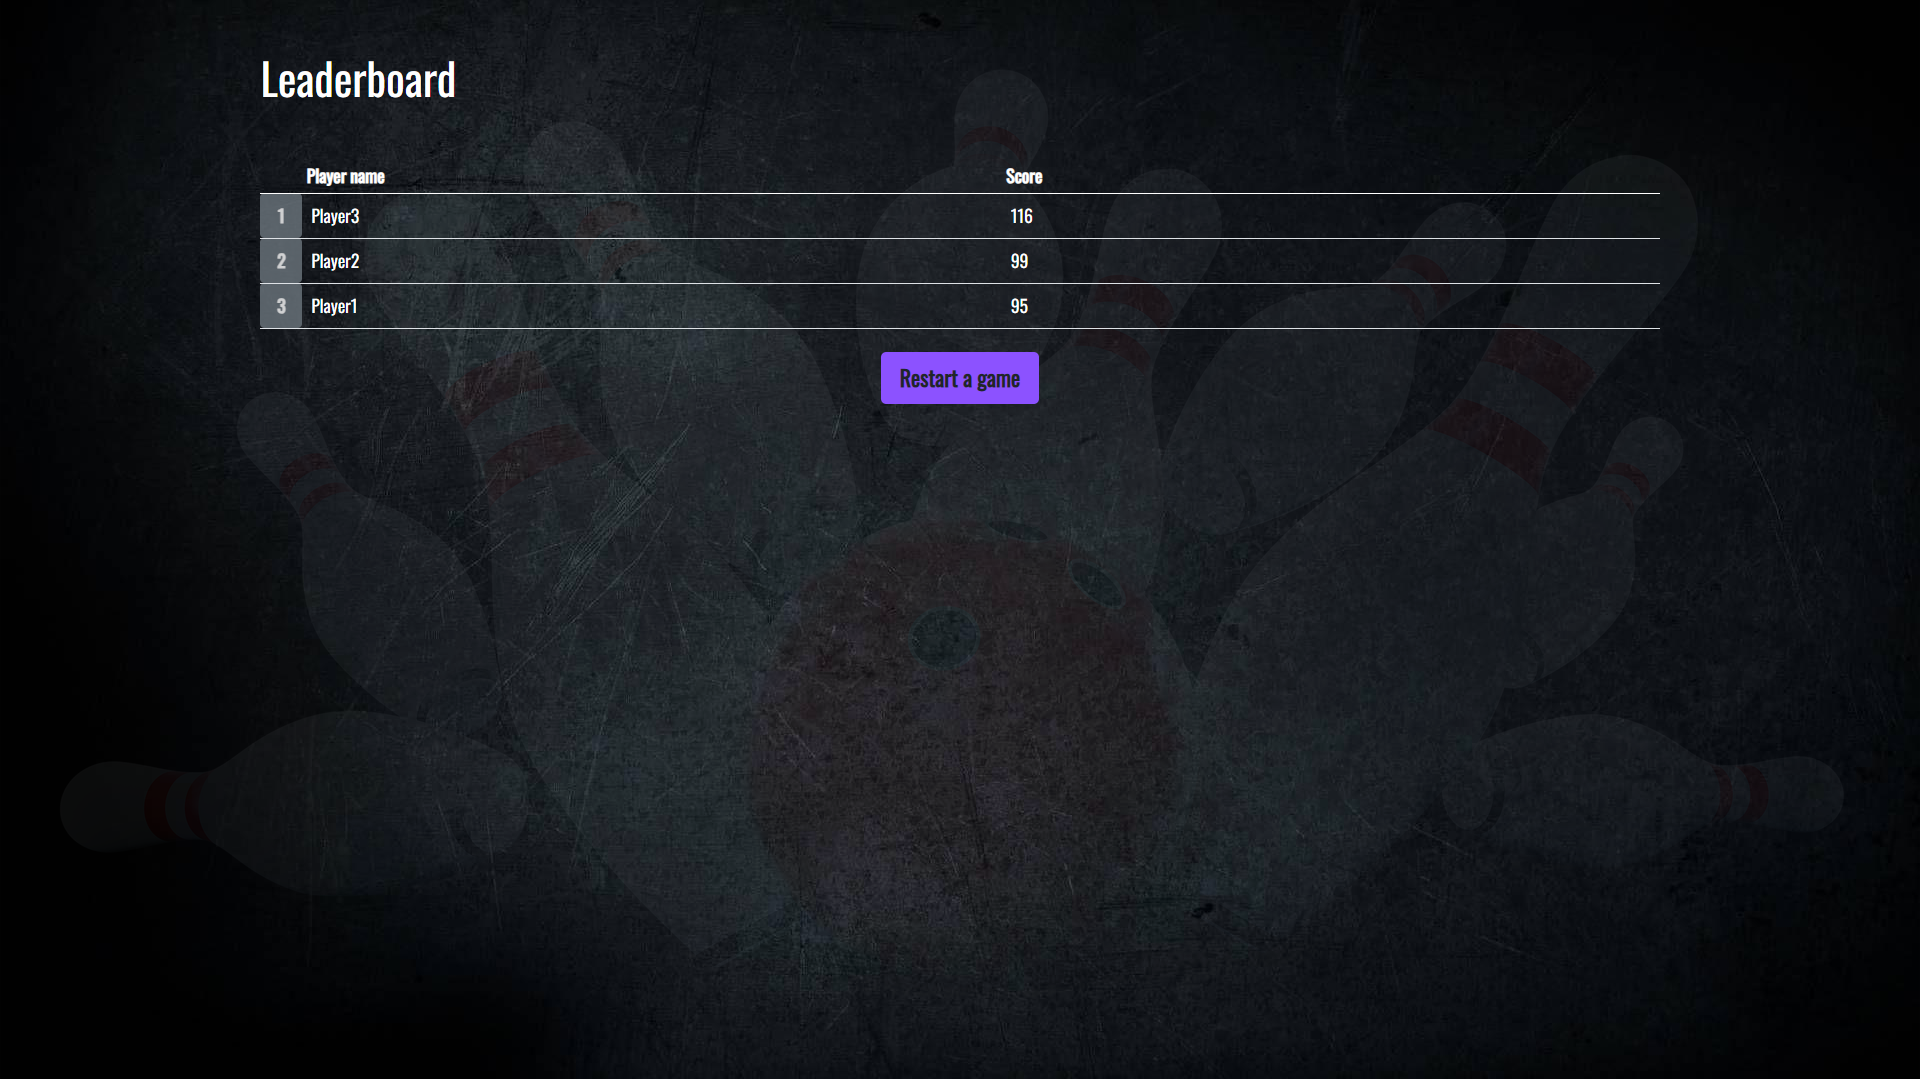 Leaderboard
Player name Score
1 Player3 116
2 Player2 99
3 Player1 95
Restart a game